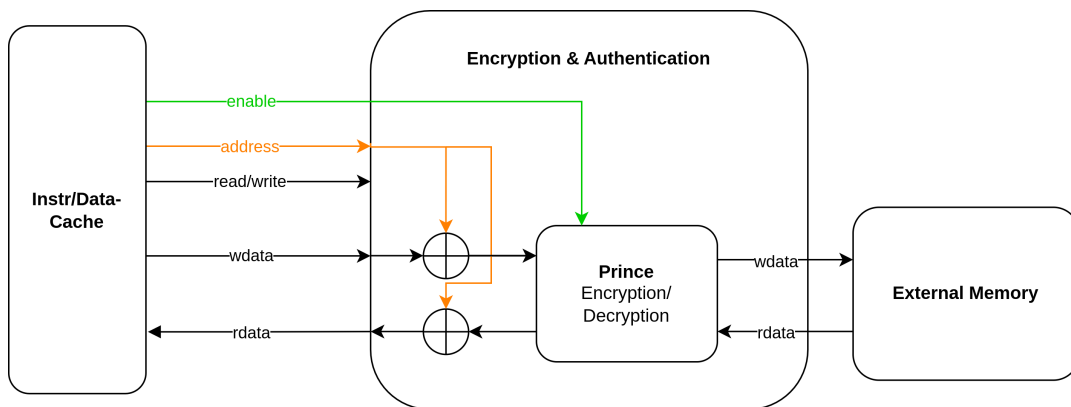 Encryption & Authentication
enable
address
read/write
Instr/Data-
Cache
wdata
rdata
Prince
Encryption/
Decryption
wdata
rdata
External Memory